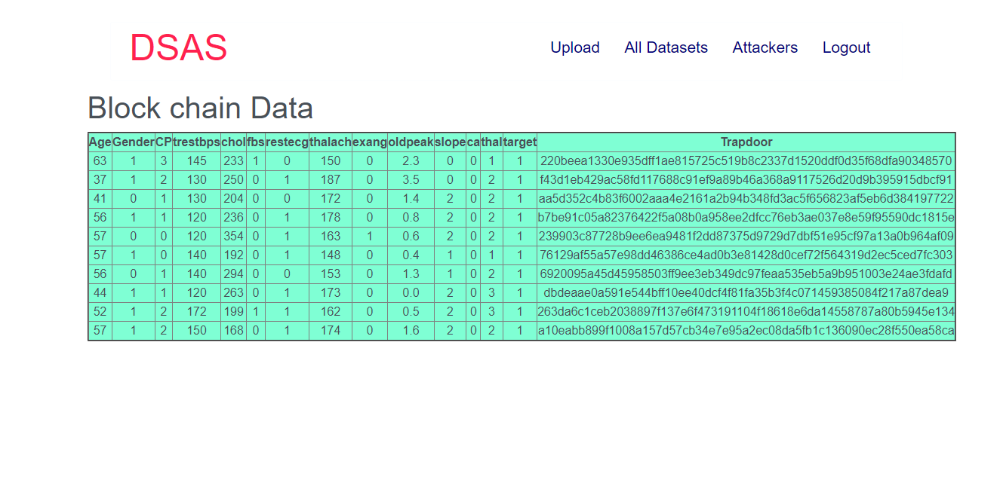 DSAS Upload All Datasets Attackers Logout
Block chain Data
Age Gender CP trestbps chol fbs restecg thalach exang oldpeak slope ca thal target Trapdoor
63 1 3 145 233 1 0 150 0 2.3 0 0 1 1 220beea1330e935dff1ae815725c519b8c2337d1520ddf0d35f68dfa90348570
37 1 2 130 250 0 1 187 0 3.5 0 0 2 1 f43d1eb429ac58fd117688c91ef9a89b46a368a9117526d20d9b395915dbcf91
41 0 1 130 204 0 0 172 0 1.4 2 0 2 1 aa5d352c4b83f6002aaa4e2161a2b94b348fd3ac5f656823af5eb6d384197722
56 1 1 120 236 0 1 178 0 0.8 2 0 2 1 b7be91c05a82376422f5a08b0a958ee2dfcc76eb3ae037e8e59f95590dc1815e
57 0 0 120 354 0 1 163 1 0.6 2 0 2 1 239903c87728b9ee6ea9481f2dd87375d9729d7dbf51e95cf97a13a0b964af09
57 1 0 140 192 0 1 148 0 0.4 1 0 1 1 76129af55a57e98dd46386ce4ad0b3e81428d0cef72f564319d2ec5ced7fc303
56 0 1 140 294 0 0 153 0 1.3 1 0 2 1 6920095a45d45958503ff9ee3eb349dc97feaa535eb5a9b951003e24ae3fdafd
44 1 1 120 263 0 1 173 0 0.0 2 0 3 1 dbdeaae0a591e544bff10ee40dcf4f81fa35b3f4c071459385084f217a87dea9
52 1 2 172 199 1 1 162 0 0.5 2 0 3 1 263da6c1ceb2038897f137e6f473191104f18618e6da14558787a80b5945e134
57 1 2 150 168 0 1 174 0 1.6 2 0 2 1 a10eabb899f1008a157d57cb34e7e95a2ec08da5fb1c136090ec28f550ea58ca